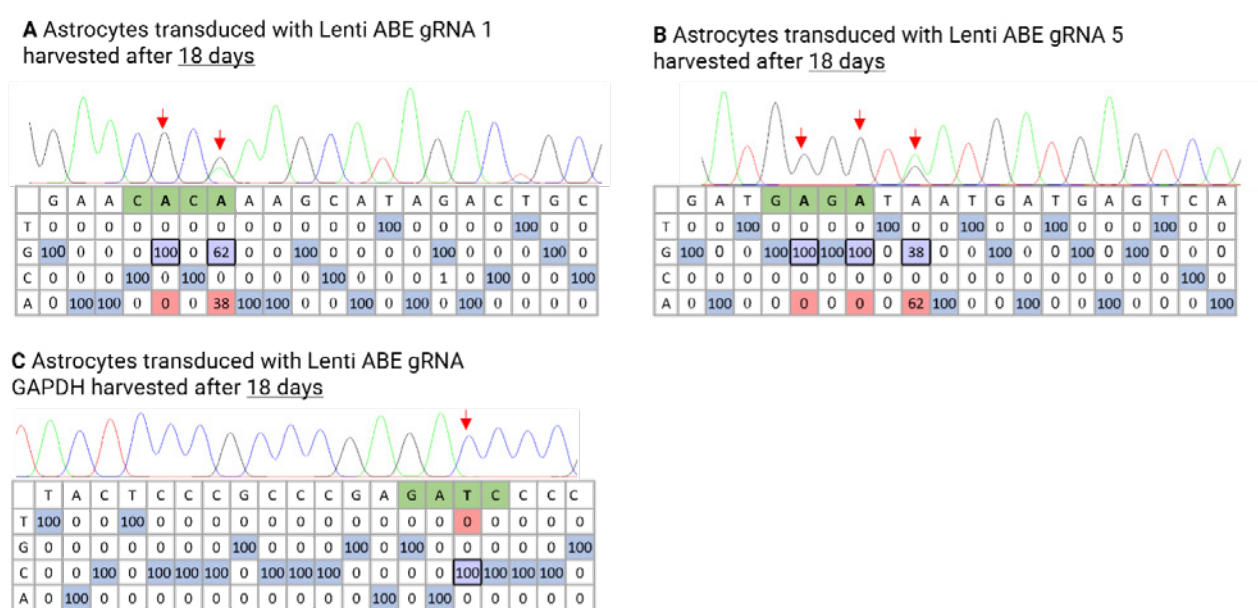 A Astrocytes transduced with Lenti ABE gRNA 1
harvested after 18 days
G A A C A C A A A G C A T A G A C T G C
T 0 0 0 0 0 0 0 0 0 0 0 0 100 0 0 0 0 100 0 0
G 100 0 0 0 100 0 62 0 0 100 0 0 0 0 100 0 0 0 100 0
C 0 0 0 100 0 100 0 0 0 0 100 0 0 0 1 0 100 0 0 100
A 0 100 100 0 0 0 38 100 100 0 0 100 0 100 0 100 0 0 0 0
B Astrocytes transduced with Lenti ABE gRNA 5
harvested after 18 days
G A T G A G A T A A T G A T G A G T C A
T 0 0 100 0 0 0 0 100 0 0 100 0 0 100 0 0 0 100 0 0
G 100 0 0 100 100 100 100 0 38 0 0 100 0 0 100 0 100 0 0 0
C 0 0 0 0 0 0 0 0 0 0 0 0 0 0 0 0 0 0 100 0
A 0 100 0 0 0 0 0 0 62 100 0 0 100 0 0 100 0 0 0 100
C Astrocytes transduced with Lenti ABE gRNA
GAPDH harvested after 18 days
T A C T C C C G C C C G A G A T C C C C
T 100 0 0 100 0 0 0 0 0 0 0 0 0 0 0 0 0 0 0 0
G 0 0 0 0 0 0 0 100 0 0 0 100 0 100 0 0 0 0 0 100
C 0 0 100 0 100 100 100 0 100 100 100 0 0 0 0 100 100 100 100 0
A 0 100 0 0 0 0 0 0 0 0 0 0 100 0 100 0 0 0 0 0